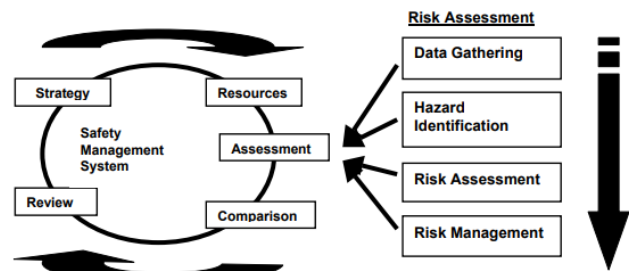 Risk Assessment
Data Gathering
Strategy
Resources
Hazard
Identification
Safety
Management
System
Assessment
Risk Assessment
Review
Comparison
Risk Management